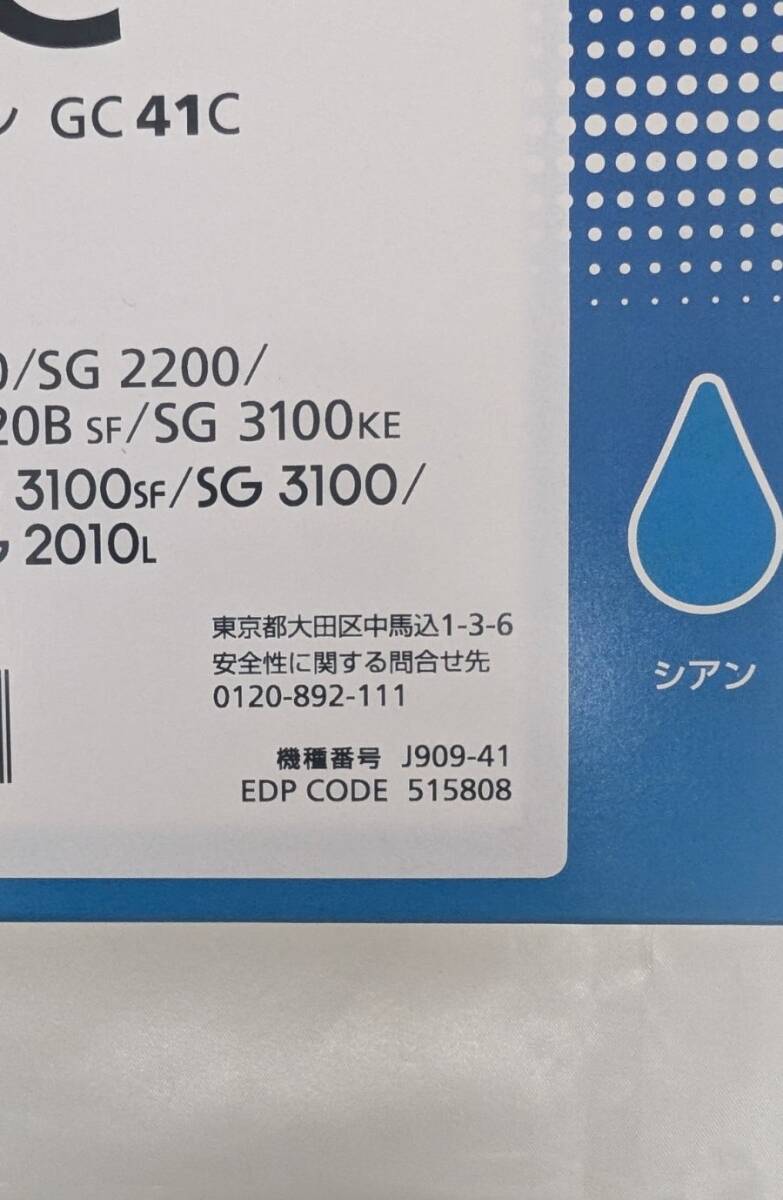 GC 41C
/SG 2200/
20B SF/SG 3100KE
3100SF/SG 3100/
2010L
東京都大田区中馬込1-3-6
安全性に関する問合せ先
0120-892-111
機種番号 J909-41
EDP CODE 515808
シアン